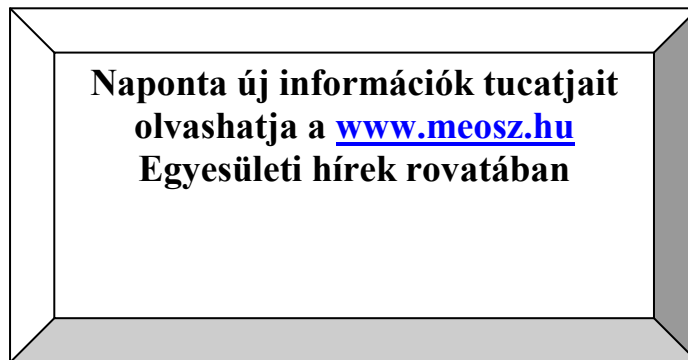 Naponta új információk tucatjait
olvashatja a www.meosz.hu
Egyesületi hírek rovatában